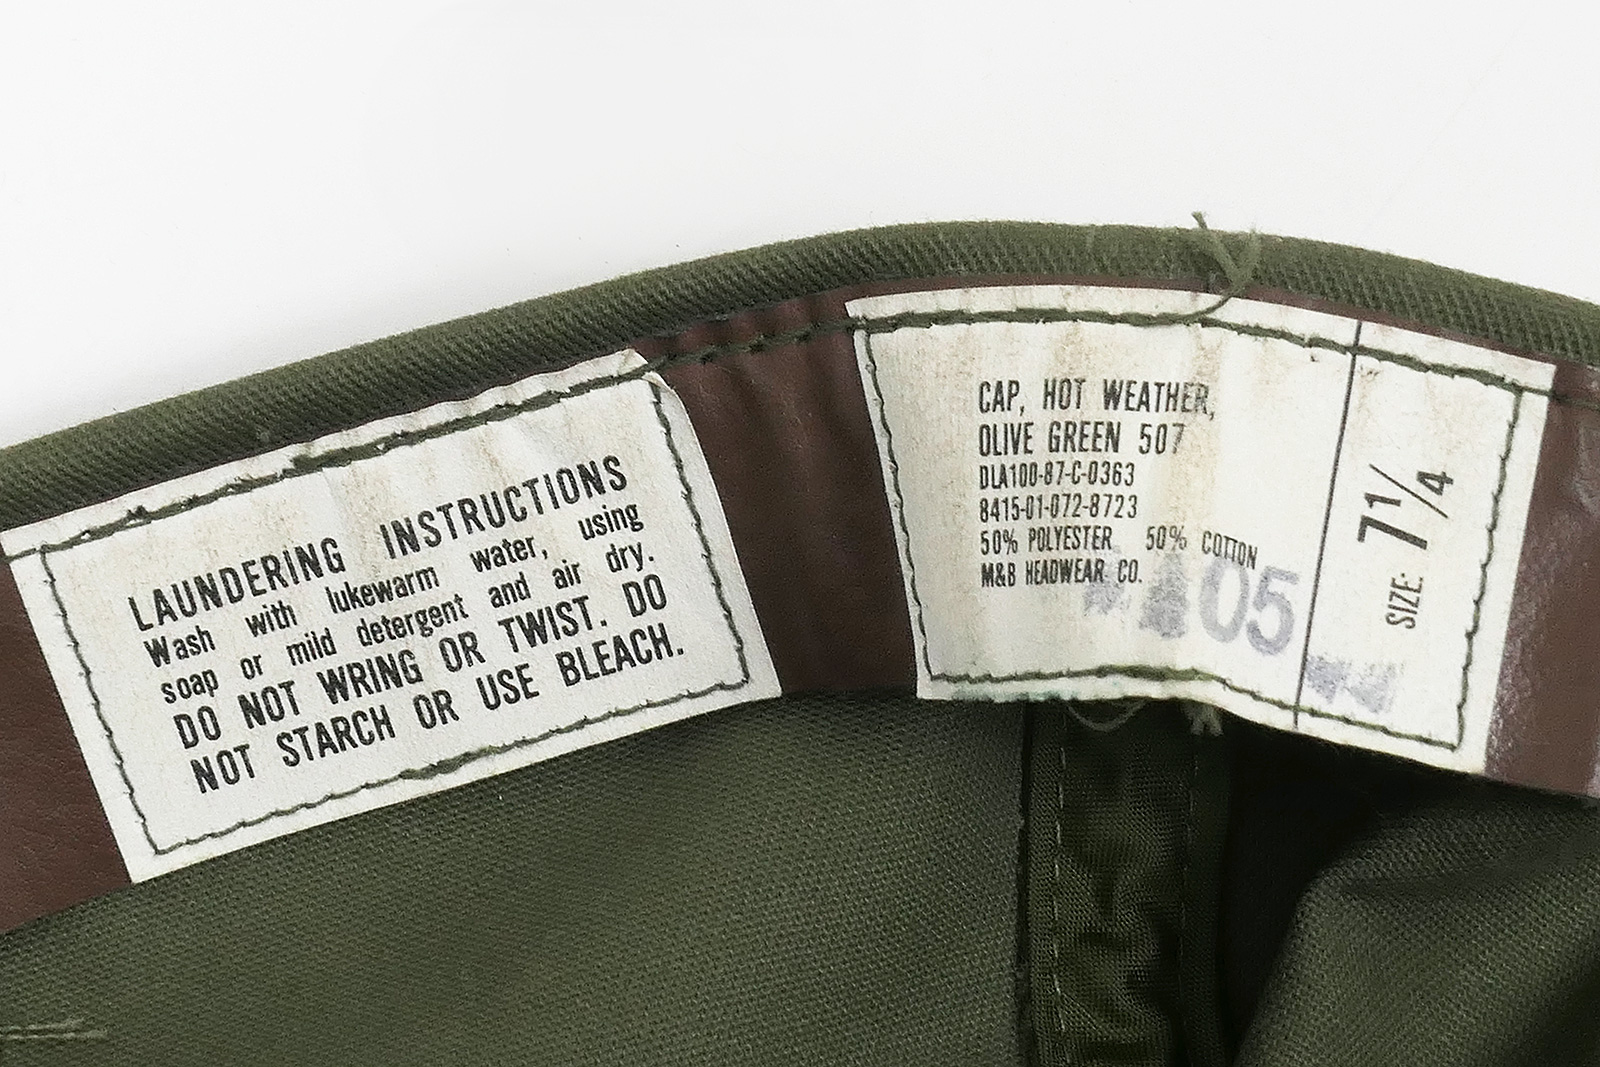 LAUNDERING INSTRUCTIONS
Wash with lukewarm water, using
soap or mild detergent and air dry.
DO NOT WRING OR TWIST. DO
NOT STARCH OR USE BLEACH.
CAP, HOT WEATHER,
OLIVE GREEN 507
DLA100-87-C-0363
8415-01-072-8723
50% POLYESTER 50% COTTON
M&B HEADWEAR CO.
05
SIZE: 7 1/4